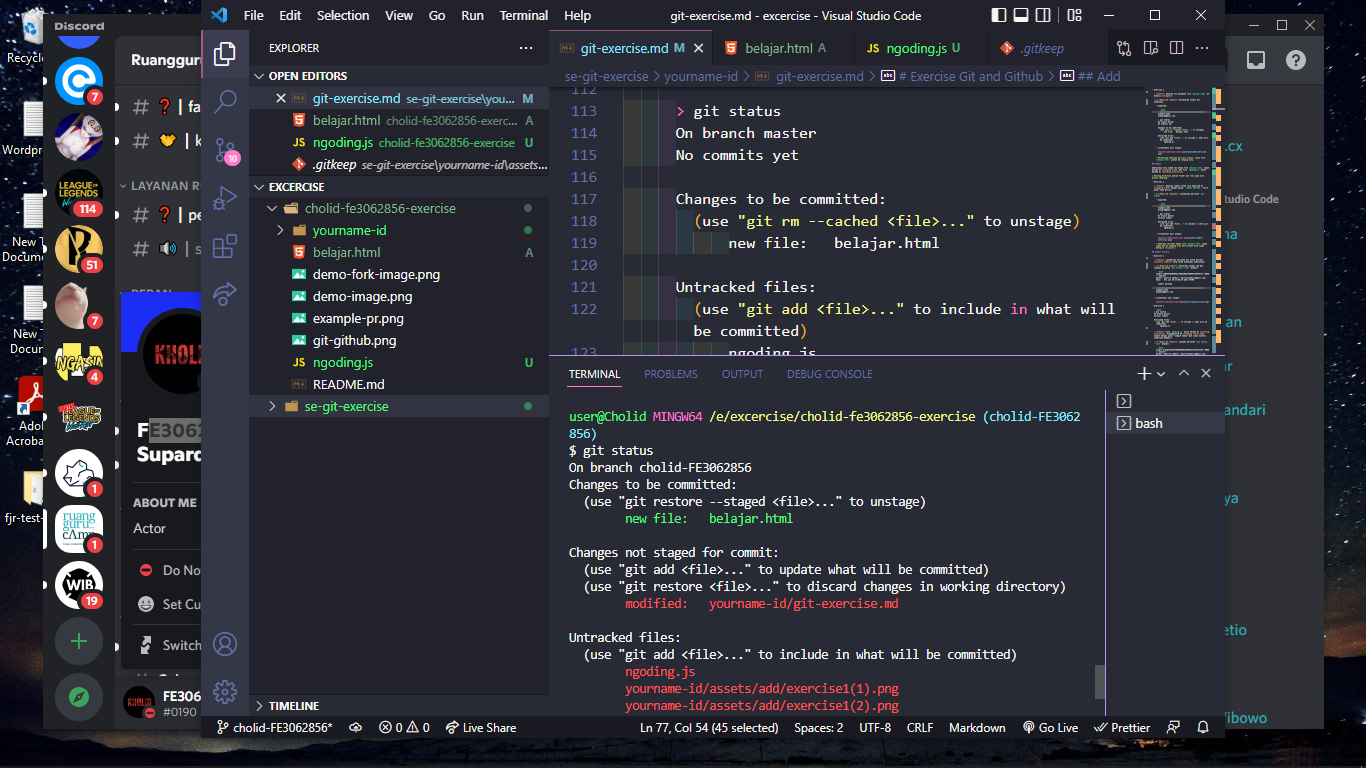 Recycle
Wordpr
New T
Docum
New T
Docum
Adol
Acroba
fjr-test-
Discord
7
114
51
7
4
1
1
19
LEAGUE OF
LEGENDS
NGASIN
ruang
guru
cAmp
WIB
Ruanggur
# ❓ | fa
# | k
LAYANAN R
# ❓ | pe
# 🔊 | s
KHOLID
FE3062
Supard
ABOUT ME
Actor
Do No
Set Cu
Switch
FE306
#0190
File Edit Selection View Go Run Terminal Help
git-exercise.md - excercise - Visual Studio Code
10
EXPLORER
OPEN EDITORS
git-exercise.md se-git-exercise\you... M
belajar.html cholid-fe3062856-exerc... A
ngoding.js cholid-fe3062856-exercise U
.gitkeep se-git-exercise\yourname-id\assets...
EXCERCISE
cholid-fe3062856-exercise
yourname-id
belajar.html A
demo-fork-image.png
demo-image.png
example-pr.png
git-github.png
JS ngoding.js U
README.md
se-git-exercise
TIMELINE
git-exercise.md M
belajar.html A
JS ngoding.js U
.gitkeep
se-git-exercise > yourname-id > git-exercise.md > # Exercise Git and Github > ## Add
112
113 > git status
114 On branch master
115 No commits yet
116
117 Changes to be committed:
118 (use "git rm --cached <file>..." to unstage)
119 new file: belajar.html
120
121 Untracked files:
122 (use "git add <file>..." to include in what will
be committed)
123 ngoding.js
TERMINAL PROBLEMS OUTPUT DEBUG CONSOLE
user@Cholid MINGW64 /e/excercise/cholid-fe3062856-exercise (cholid-FE3062
856)
$ git status
On branch cholid-FE3062856
Changes to be committed:
(use "git restore --staged <file>..." to unstage)
new file: belajar.html
Changes not staged for commit:
(use "git add <file>..." to update what will be committed)
(use "git restore <file>..." to discard changes in working directory)
modified: yourname-id/git-exercise.md
Untracked files:
(use "git add <file>..." to include in what will be committed)
ngoding.js
yourname-id/assets/add/exercise1(1).png
yourname-id/assets/add/exercise1(2).png
bash
cholid-FE3062856* 0 0 Live Share
Ln 77, Col 54 (45 selected) Spaces: 2 UTF-8 CRLF Markdown Go Live Prettier
.cx
tudio Code
na
an
ar
andari
ya
etio
Wibowo